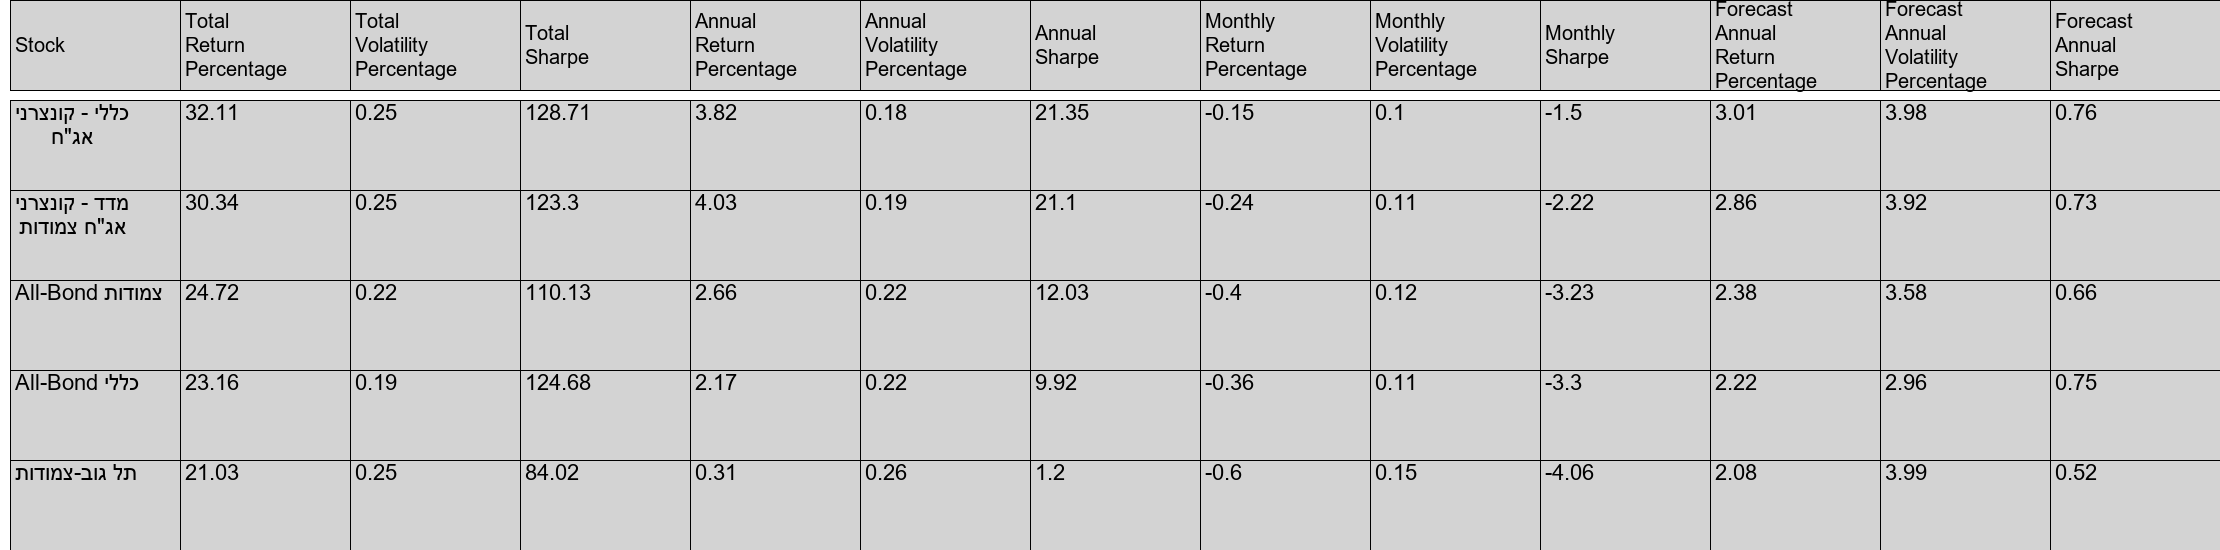 Stock
Total
Return
Percentage
Total
Volatility
Percentage
Total
Sharpe
Annual
Return
Percentage
Annual
Volatility
Percentage
Annual
Sharpe
Monthly
Return
Percentage
Monthly
Volatility
Percentage
Monthly
Sharpe
Forecast
Annual
Return
Percentage
Forecast
Annual
Volatility
Percentage
Forecast
Annual
Sharpe
כללי - קונצרני
אג"ח
32.11
0.25
128.71
3.82
0.18
21.35
-0.15
0.1
-1.5
3.01
3.98
0.76
מדד - קונצרני
אג"ח צמודות
30.34
0.25
123.3
4.03
0.19
21.1
-0.24
0.11
-2.22
2.86
3.92
0.73
All-Bond צמודות
24.72
0.22
110.13
2.66
0.22
12.03
-0.4
0.12
-3.23
2.38
3.58
0.66
All-Bond כללי
23.16
0.19
124.68
2.17
0.22
9.92
-0.36
0.11
-3.3
2.22
2.96
0.75
תל גוב-צמודות
21.03
0.25
84.02
0.31
0.26
1.2
-0.6
0.15
-4.06
2.08
3.99
0.52